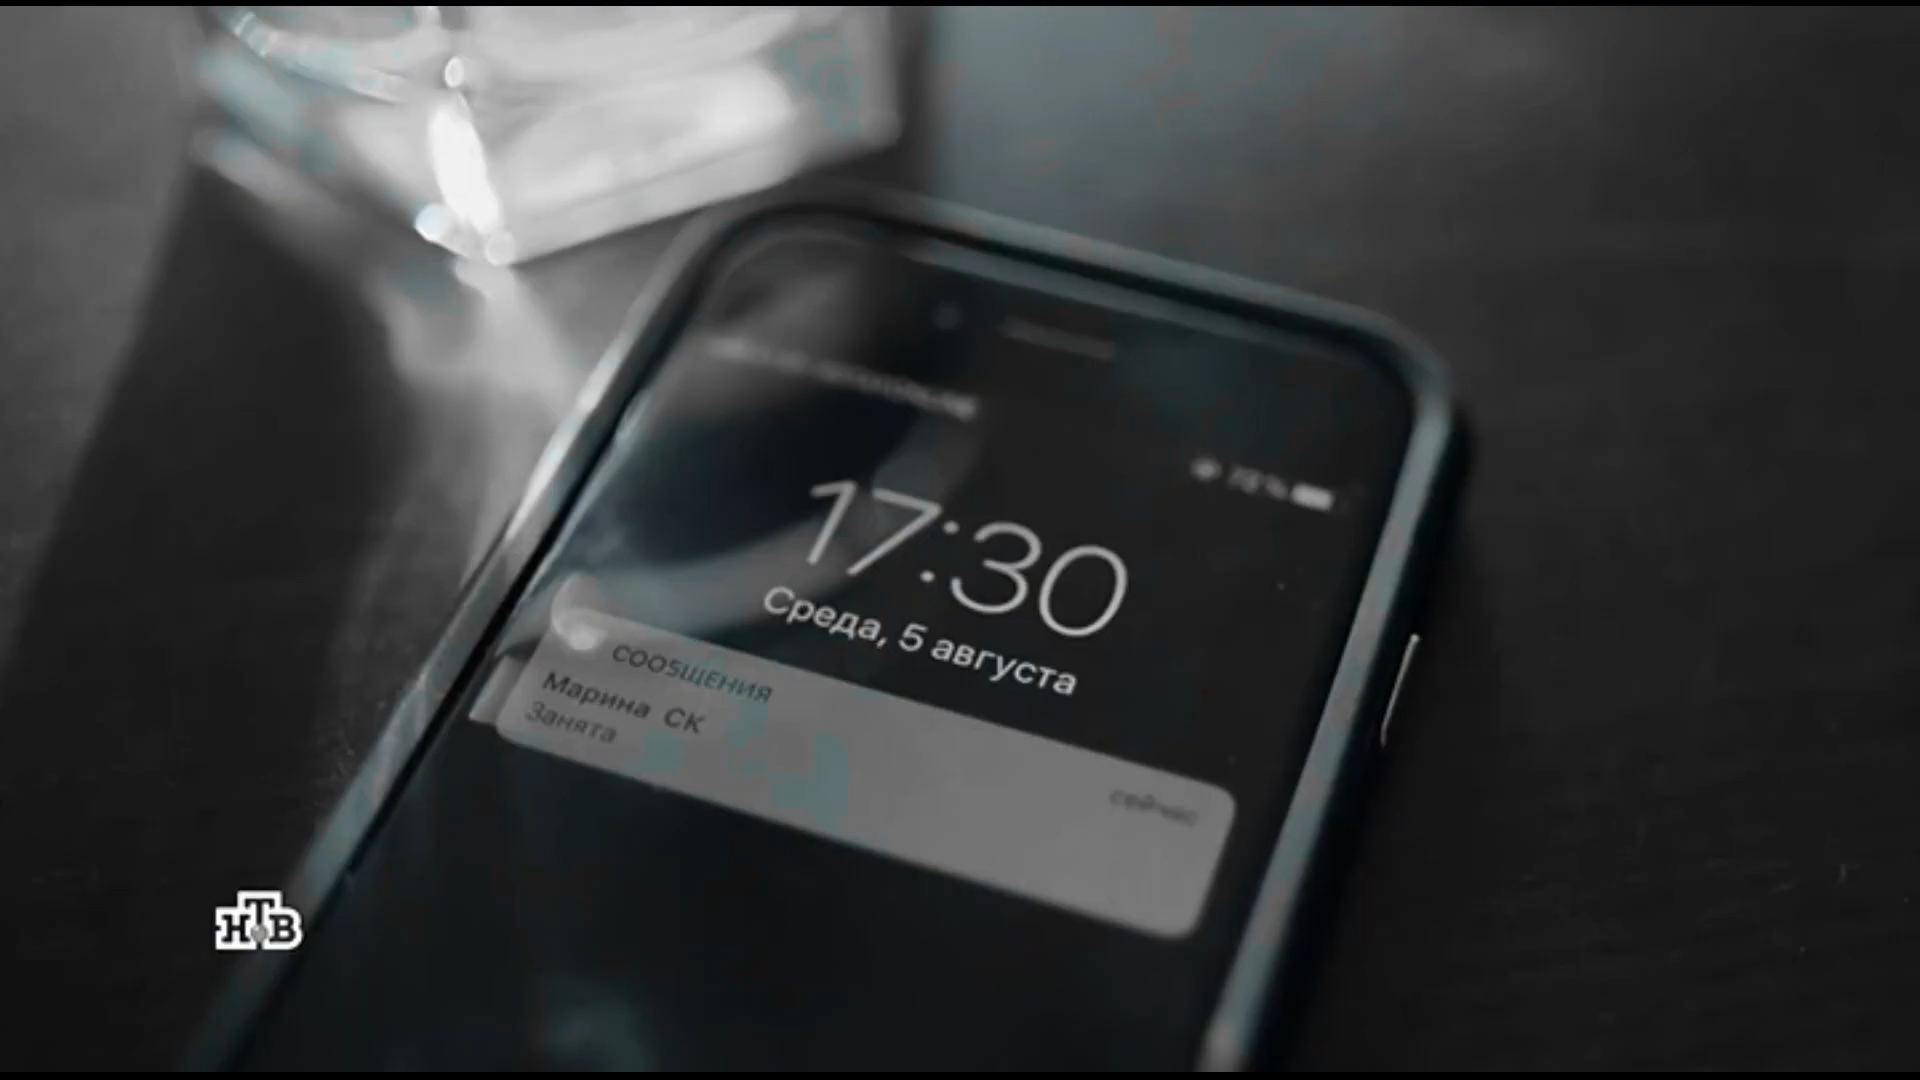 17:30
Среда, 5 августа
СООБЩЕНИЯ
сейчас
Марина СК
Занята
НТВ